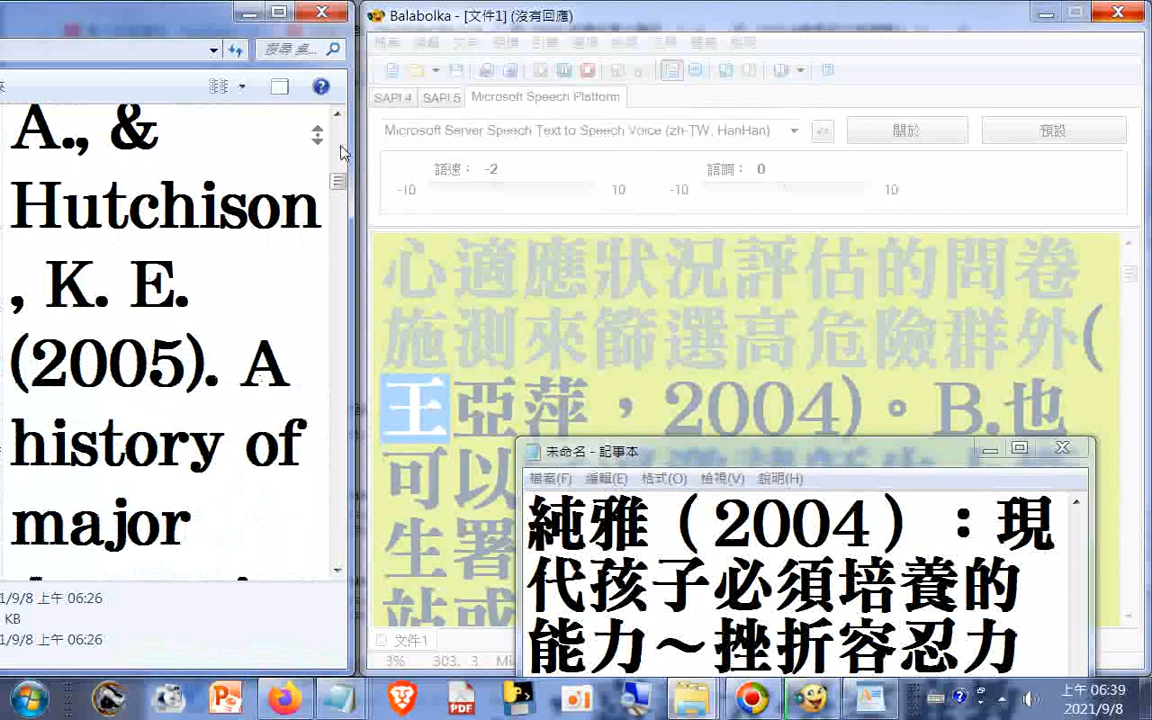 搜尋 桌...
A., &
Hutchison
, K. E.
(2005). A
history of
major
1/9/8 上午 06:26
KB
1/9/8 上午 06:26
Balabolka - [文件1] (沒有回應)
SAPI 4
SAPI 5
Microsoft Speech Platform
Microsoft Server Speech Text to Speech Voice (zh-TW, HanHan)
關於
預設
語速： -2
語調： 0
-10
10
-10
10
心適應狀況評估的問卷
施測來篩選高危險群外(
王亞萍，2004)。B.也
可以
生署
站或
文件1
3%
303, 3
未命名 - 記事本
檔案(F) 編輯(E) 格式(O) 檢視(V) 說明(H)
純雅（2004）：現
代孩子必須培養的
能力～挫折容忍力
PDF
上午 06:39
2021/9/8